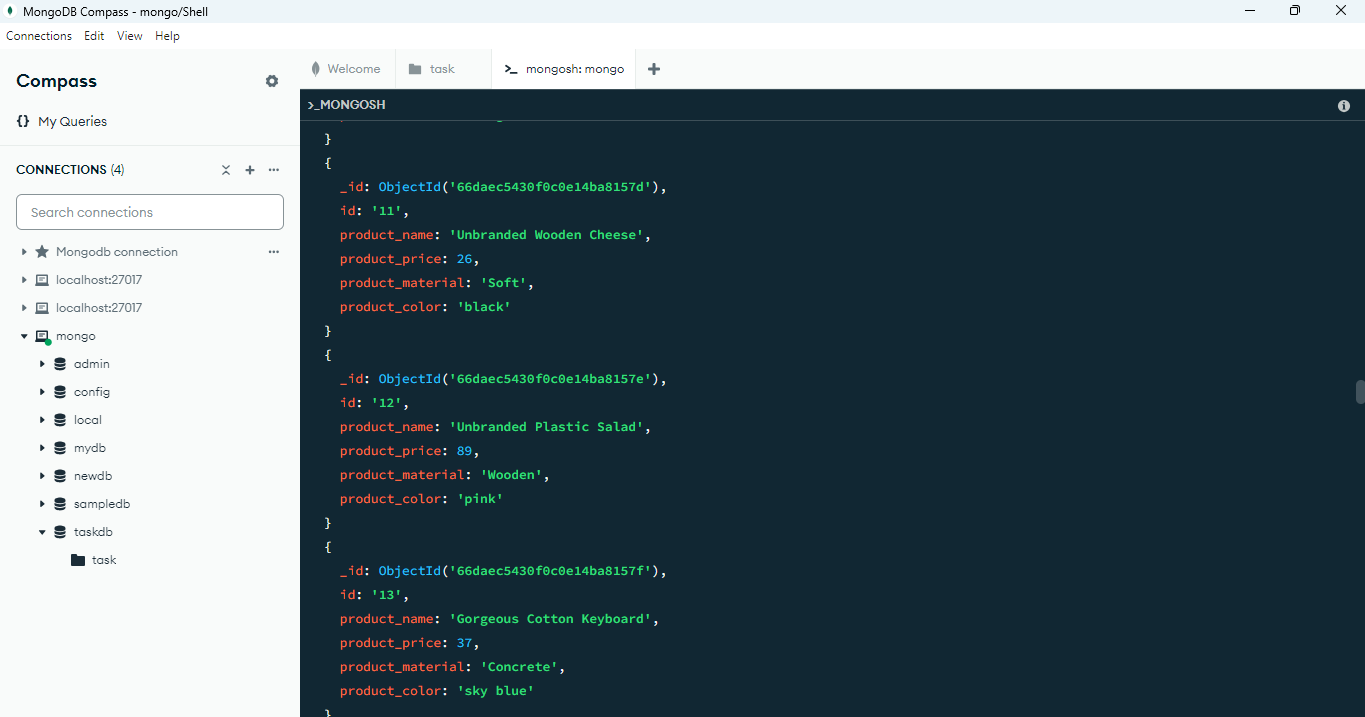 MongoDB Compass - mongo/Shell
Connections Edit View Help
Compass
{} My Queries
CONNECTIONS (4)
Search connections
Mongodb connection
localhost:27017
localhost:27017
mongo
admin
config
local
mydb
newdb
sampledb
taskdb
task
Welcome
task
>_ mongosh: mongo
>_MONGOSH
}
{
_id: ObjectId('66daec5430f0c0e14ba8157d'),
id: '11',
product_name: 'Unbranded Wooden Cheese',
product_price: 26,
product_material: 'Soft',
product_color: 'black'
}
{
_id: ObjectId('66daec5430f0c0e14ba8157e'),
id: '12',
product_name: 'Unbranded Plastic Salad',
product_price: 89,
product_material: 'Wooden',
product_color: 'pink'
}
{
_id: ObjectId('66daec5430f0c0e14ba8157f'),
id: '13',
product_name: 'Gorgeous Cotton Keyboard',
product_price: 37,
product_material: 'Concrete',
product_color: 'sky blue'
}